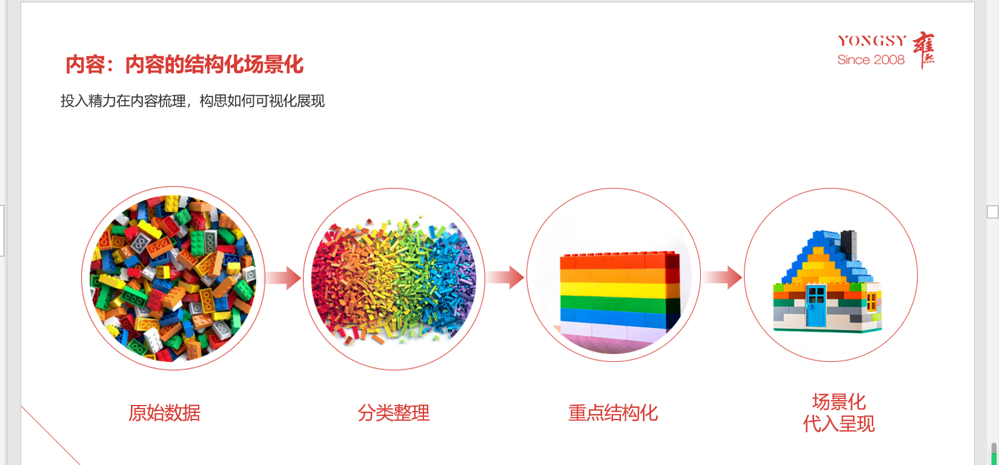 YONGSY
雍熙
Since 2008
内容：内容的结构化场景化
投入精力在内容梳理，构思如何可视化展现
原始数据
分类整理
重点结构化
场景化
代入呈现